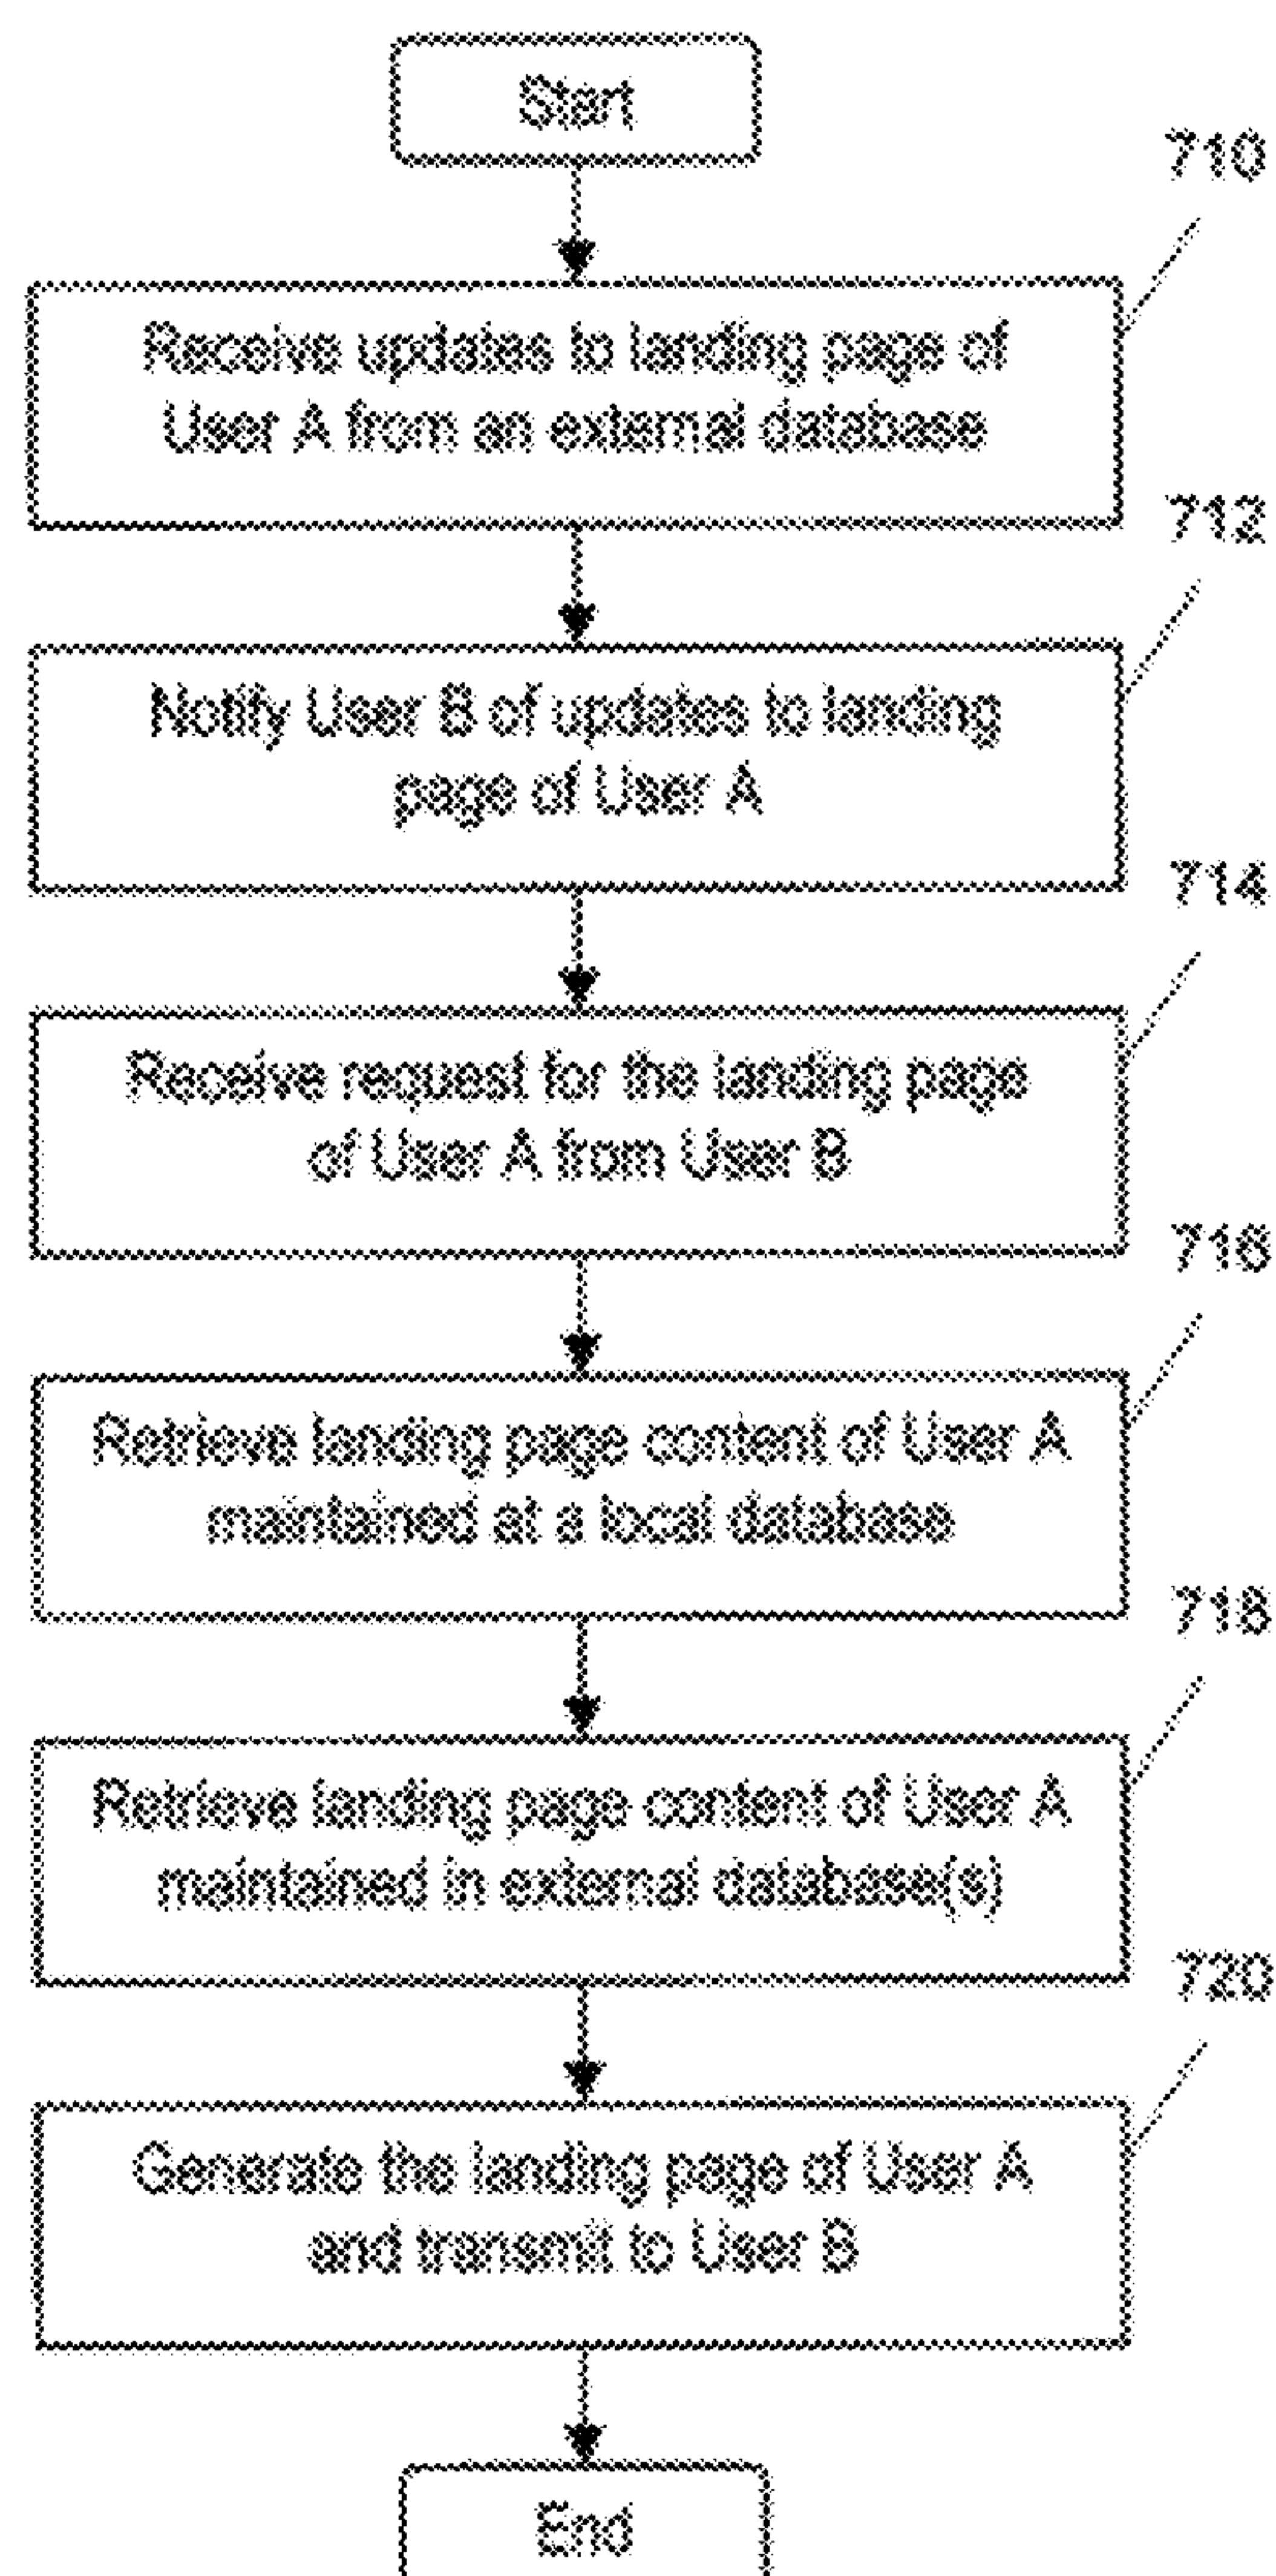 Start
710
Receive updates to landing page of
User A from an external database
712
Notify User B of updates to landing
page of User A
714
Receive request for the landing page
of User A from User B
716
Retrieve landing page content of User A
maintained at a local database
718
Retrieve landing page content of User A
maintained in external database(s)
720
Generate the landing page of User A
and transmit to User B
End